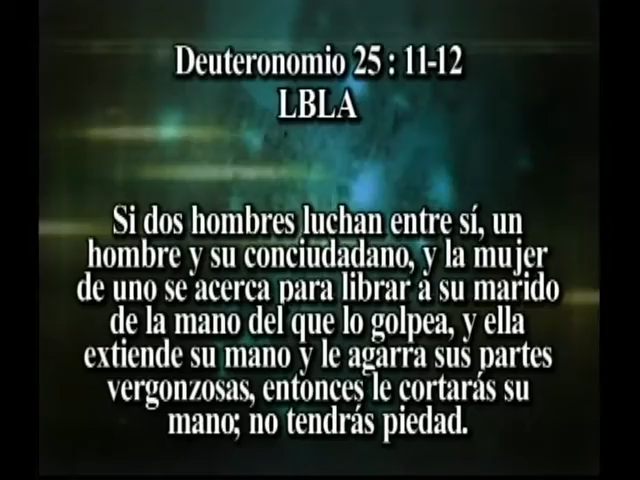 Deuteronomio 25 : 11-12
LBLA
Si dos hombres luchan entre sí, un
hombre y su conciudadano, y la mujer
de uno se acerca para librar a su marido
de la mano del que lo golpea, y ella
extiende su mano y le agarra sus partes
vergonzosas, entonces le cortarás su
mano; no tendrás piedad.